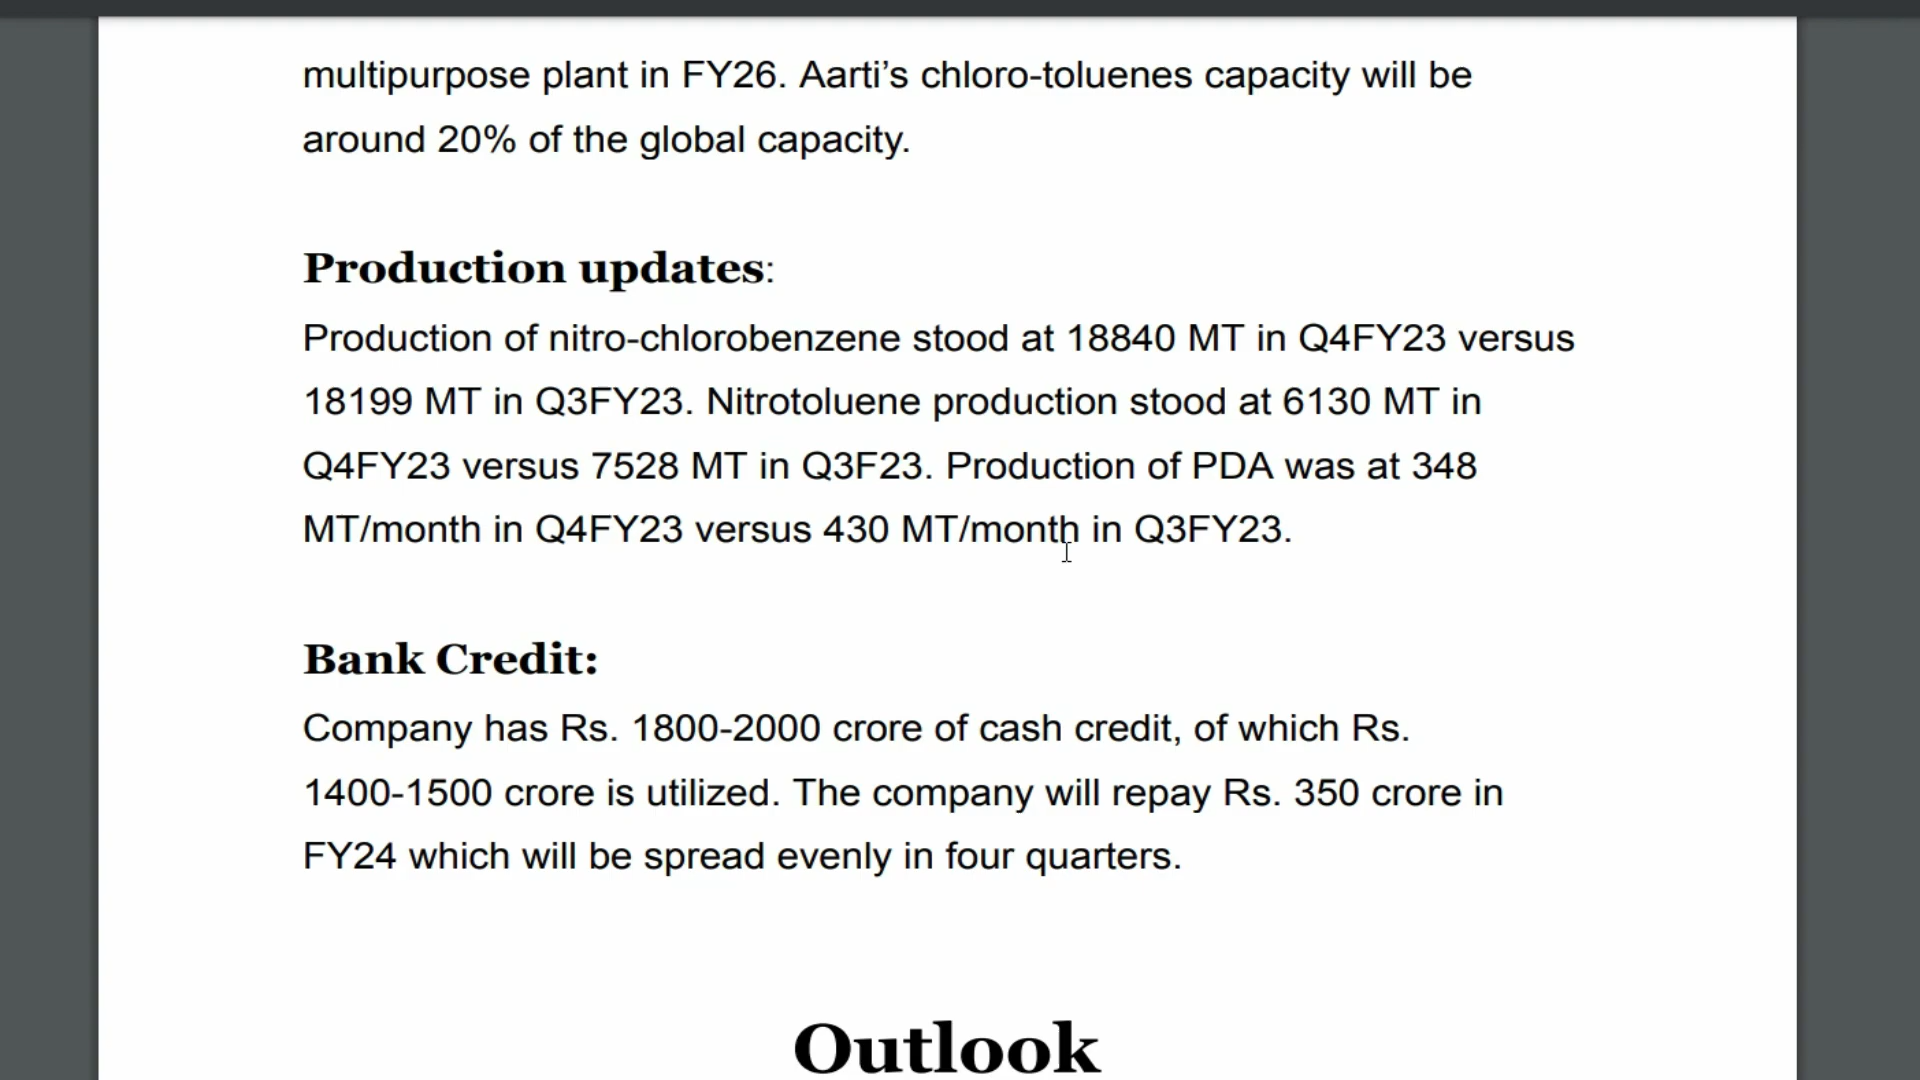 multipurpose plant in FY26. Aarti’s chloro-toluenes capacity will be
around 20% of the global capacity.
Production updates:
Production of nitro-chlorobenzene stood at 18840 MT in Q4FY23 versus
18199 MT in Q3FY23. Nitrotoluene production stood at 6130 MT in
Q4FY23 versus 7528 MT in Q3F23. Production of PDA was at 348
MT/month in Q4FY23 versus 430 MT/month in Q3FY23.
Bank Credit:
Company has Rs. 1800-2000 crore of cash credit, of which Rs.
1400-1500 crore is utilized. The company will repay Rs. 350 crore in
FY24 which will be spread evenly in four quarters.
Outlook